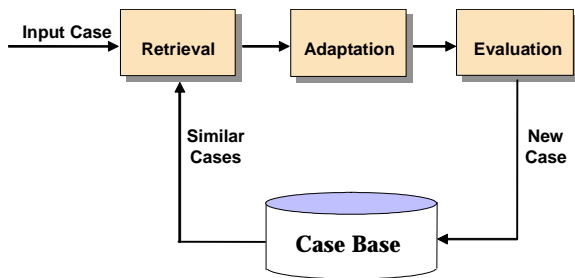 Input Case
Retrieval
Adaptation
Evaluation
Similar
Cases
New
Case
Case Base